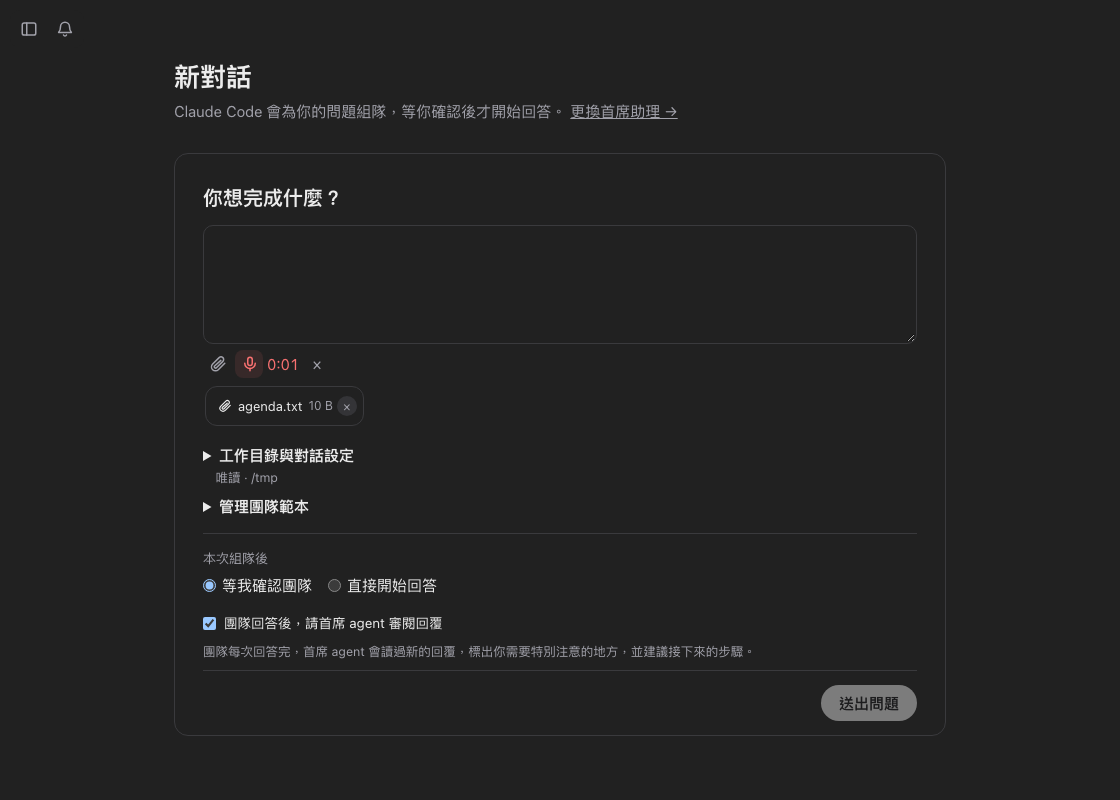 新對話
Claude Code 會為你的問題組隊，等你確認後才開始回答。 更換首席助理 →
你想完成什麼？
0:01 ×
agenda.txt 10 B ×
工作目錄與對話設定
唯讀 · /tmp
管理團隊範本
本次組隊後
等我確認團隊 直接開始回答
團隊回答後，請首席 agent 審閱回覆
團隊每次回答完，首席 agent 會讀過新的回覆，標出你需要特別注意的地方，並建議接下來的步驟。
送出問題